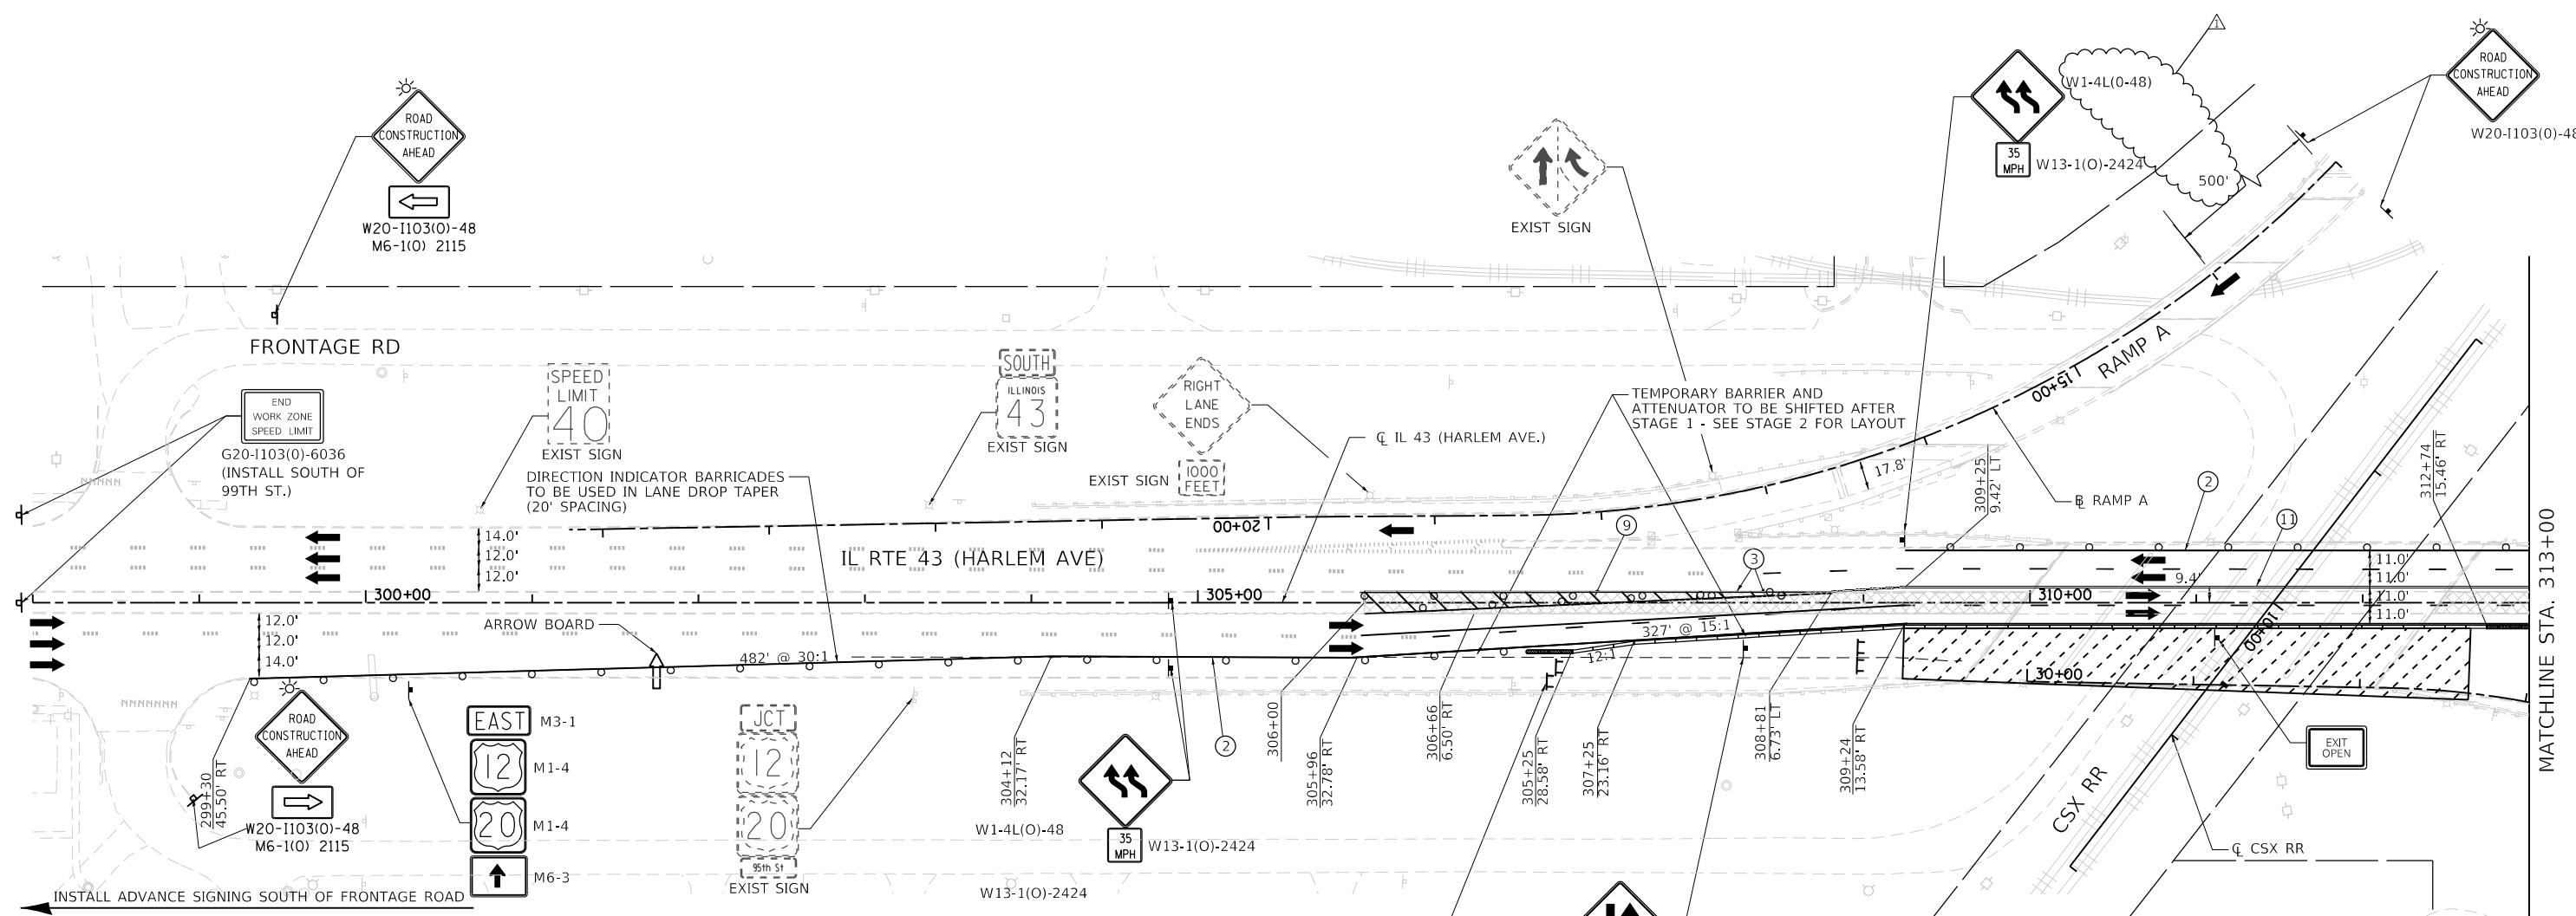 1
ROAD
CONSTRUCTION
AHEAD
W20-I103(O)-48
M6-1(O) 2115
W1-4L(O-48)
35
MPH
W13-1(O)-2424
500'
ROAD
CONSTRUCTION
AHEAD
W20-I103(O)-48
EXIST SIGN
FRONTAGE RD
END
WORK ZONE
SPEED LIMIT
G20-I103(O)-6036
(INSTALL SOUTH OF
99TH ST.)
SPEED
LIMIT
40
EXIST SIGN
DIRECTION INDICATOR BARRICADES
TO BE USED IN LANE DROP TAPER
(20' SPACING)
SOUTH
ILLINOIS
43
EXIST SIGN
RIGHT
LANE
ENDS
EXIST SIGN
1000
FEET
℄ IL 43 (HARLEM AVE.)
TEMPORARY BARRIER AND
ATTENUATOR TO BE SHIFTED AFTER
STAGE 1 - SEE STAGE 2 FOR LAYOUT
RAMP A
15+00
17.8'
309+25
9.42' LT
BL RAMP A
2
11
312+74
15.46' RT
20+00
9
3
14.0'
12.0'
12.0'
IL RTE 43 (HARLEM AVE)
300+00
305+00
310+00
11.0'
11.0'
11.0'
11.0'
9.4'
12.0'
12.0'
14.0'
ARROW BOARD
482' @ 30:1
327' @ 15:1
12:1
10+00
30+00
MATCHLINE STA. 313+00
299+30
45.50' RT
ROAD
CONSTRUCTION
AHEAD
W20-I103(O)-48
M6-1(O) 2115
EAST
M3-1
12
M1-4
20
M1-4
M6-3
JCT
12
20
95th St
EXIST SIGN
304+12
32.17' RT
2
306+00
305+96
32.78' RT
306+66
6.50' RT
305+25
28.58' RT
307+25
23.16' RT
308+81
6.73' LT
309+24
13.58' RT
EXIT
OPEN
W1-4L(O)-48
35
MPH
W13-1(O)-2424
W13-1(O)-2424
CSX RR
℄ CSX RR
INSTALL ADVANCE SIGNING SOUTH OF FRONTAGE ROAD